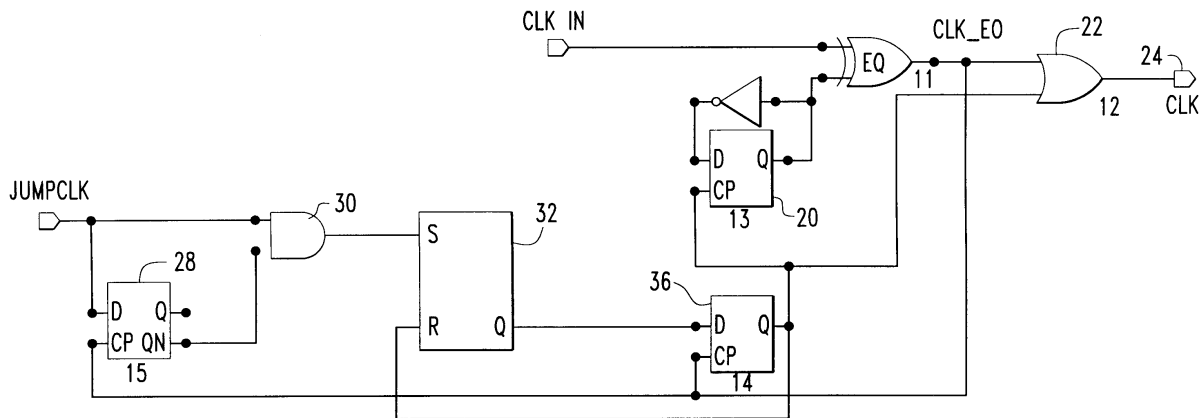 CLK IN
CLK_EO
22
24
EQ
11
12
CLK
D Q
CP
13
20
JUMPCLK
30
32
S
28
36
D Q
CP QN
15
R Q
D Q
CP
14